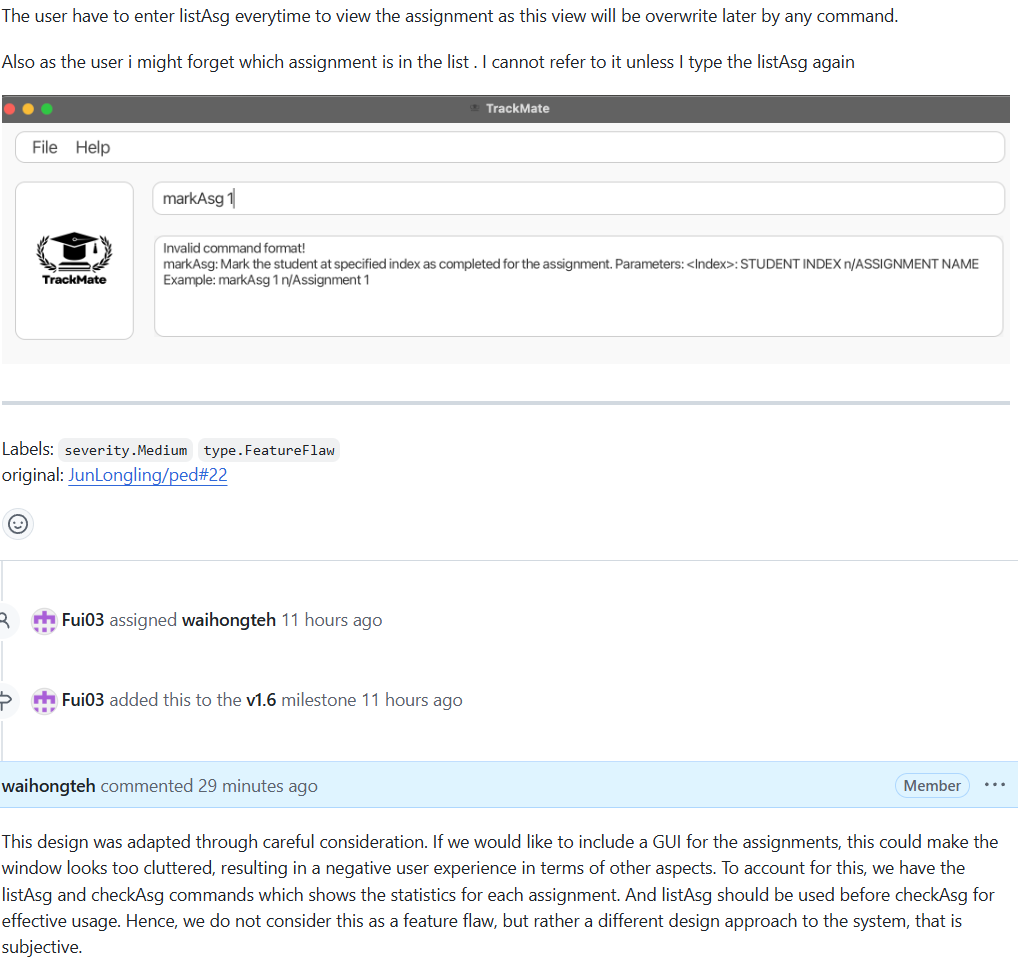 The user have to enter listAsg everytime to view the assignment as this view will be overwrite later by any command.
Also as the user i might forget which assignment is in the list . I cannot refer to it unless I type the listAsg again
TrackMate
File Help
markAsg 1
TrackMate
Invalid command format!
markAsg: Mark the student at specified index as completed for the assignment. Parameters: <Index>: STUDENT INDEX n/ASSIGNMENT NAME
Example: markAsg 1 n/Assignment 1
Labels: severity.Medium type.FeatureFlaw
original: JunLongling/ped#22
Fui03 assigned waihongteh 11 hours ago
Fui03 added this to the v1.6 milestone 11 hours ago
waihongteh commented 29 minutes ago Member
This design was adapted through careful consideration. If we would like to include a GUI for the assignments, this could make the
window looks too cluttered, resulting in a negative user experience in terms of other aspects. To account for this, we have the
listAsg and checkAsg commands which shows the statistics for each assignment. And listAsg should be used before checkAsg for
effective usage. Hence, we do not consider this as a feature flaw, but rather a different design approach to the system, that is
subjective.